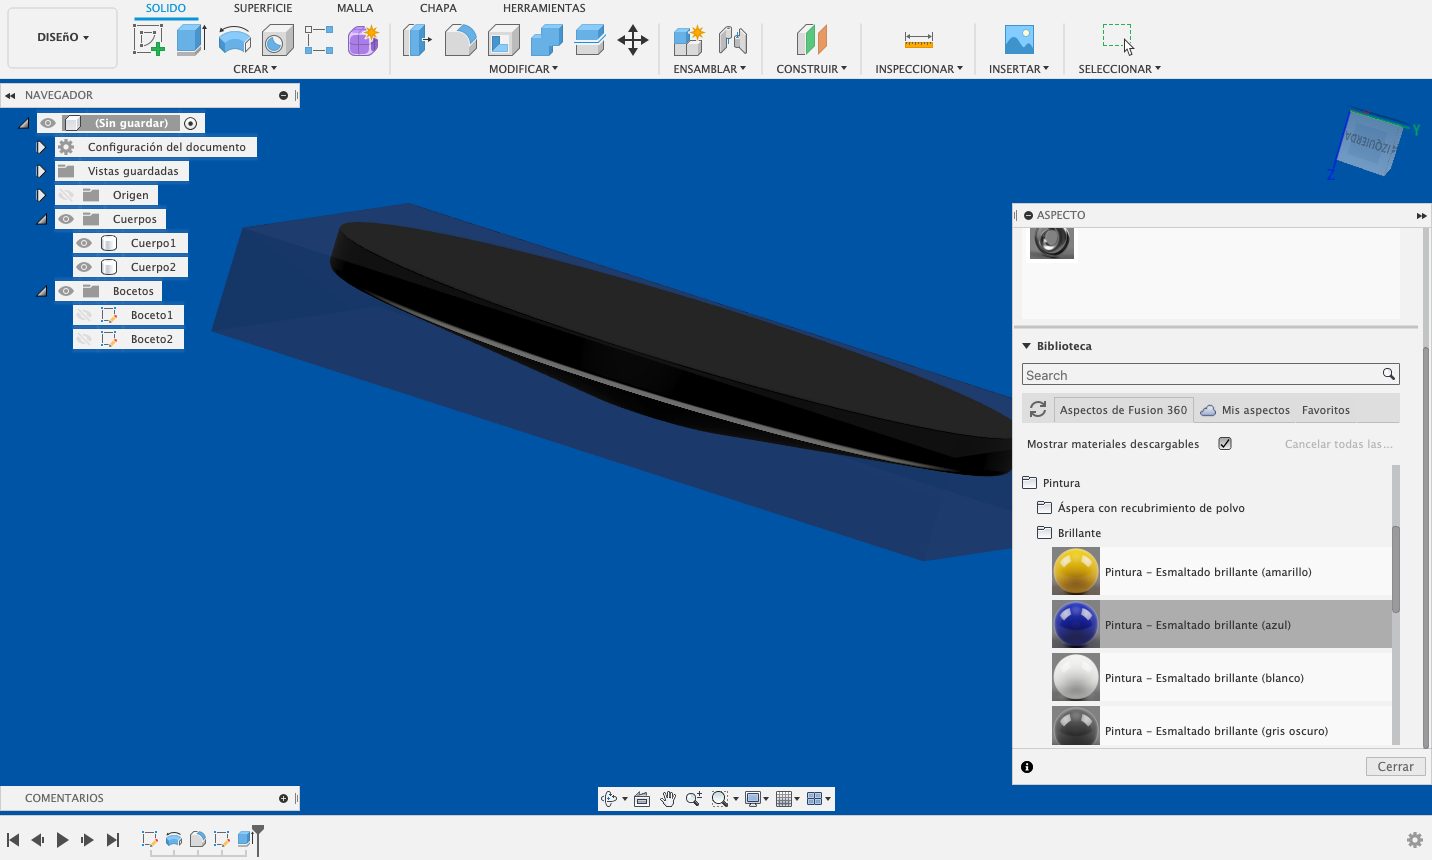 SOLIDO
SUPERFICIE
MALLA
CHAPA
HERRAMIENTAS
DISEñO
CREAR
MODIFICAR
ENSAMBLAR
CONSTRUIR
INSPECCIONAR
INSERTAR
SELECCIONAR
NAVEGADOR
(Sin guardar)
Configuración del documento
Vistas guardadas
Origen
Cuerpos
Cuerpo1
Cuerpo2
Bocetos
Boceto1
Boceto2
Y
IZQUIERDA
Z
ASPECTO
Biblioteca
Search
Aspectos de Fusion 360 Mis aspectos Favoritos
Mostrar materiales descargables Cancelar todas las...
Pintura
Áspera con recubrimiento de polvo
Brillante
Pintura - Esmaltado brillante (amarillo)
Pintura - Esmaltado brillante (azul)
Pintura - Esmaltado brillante (blanco)
Pintura - Esmaltado brillante (gris oscuro)
Cerrar
COMENTARIOS